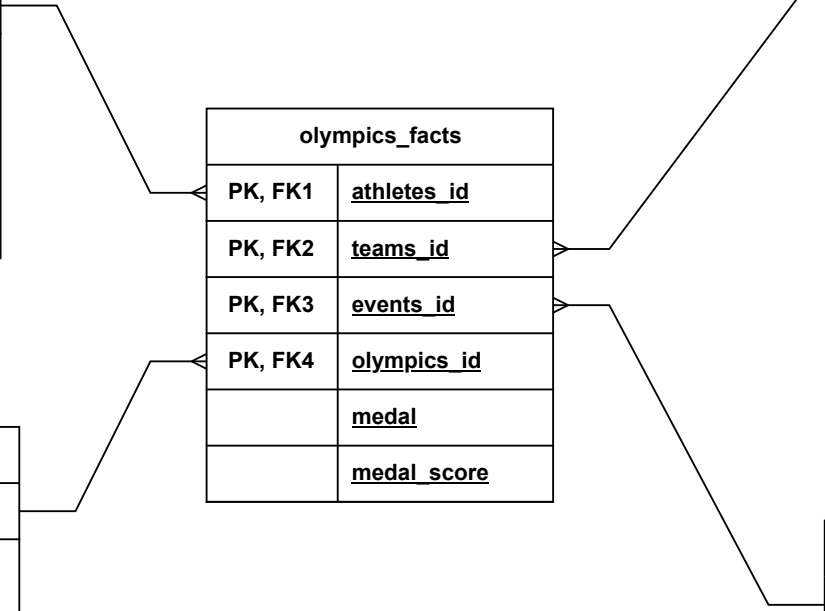 olympics_facts
PK, FK1 athletes_id
PK, FK2 teams_id
PK, FK3 events_id
PK, FK4 olympics_id
medal
medal_score